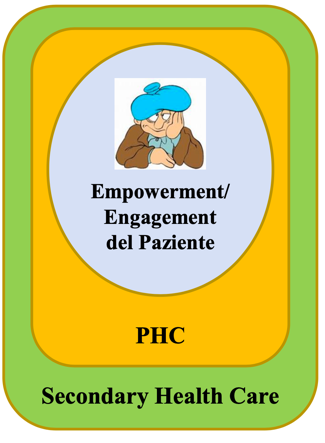 Empowerment/
Engagement
del Paziente
PHC
Secondary Health Care